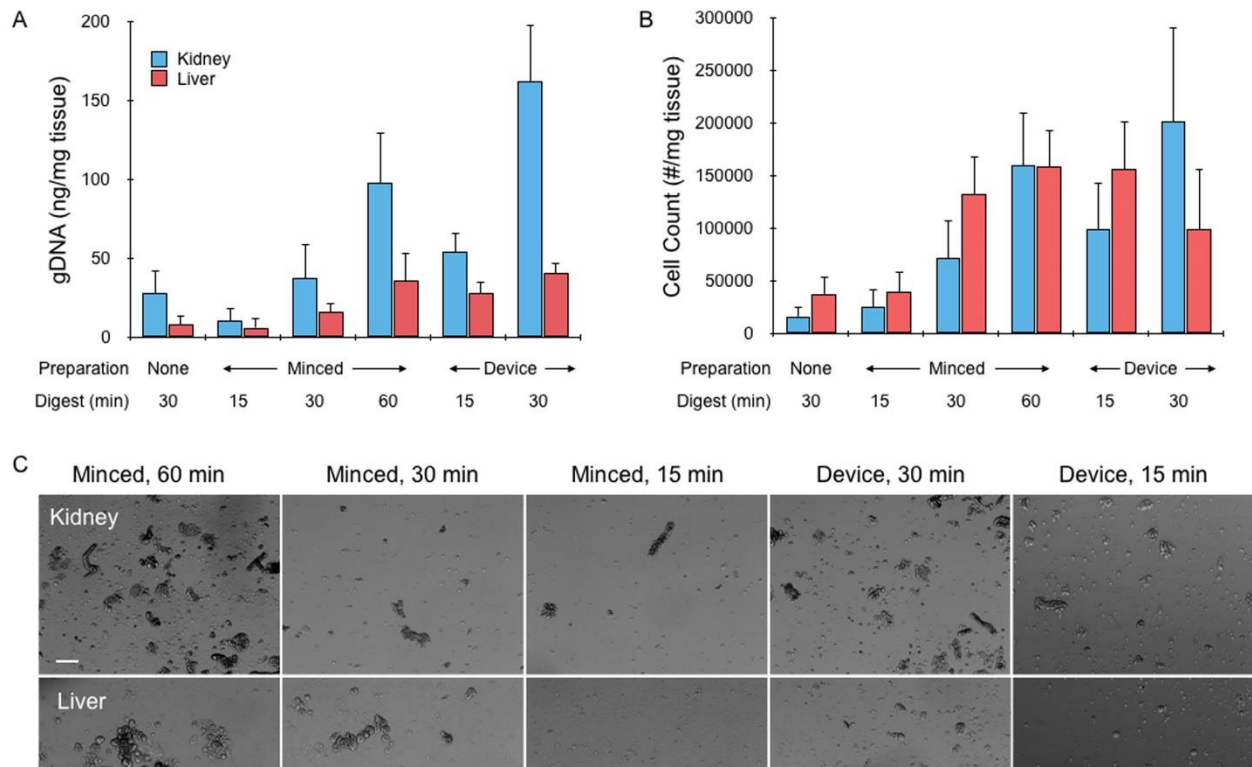 A
gDNA (ng/mg tissue)
200
150
100
50
0
Kidney
Liver
Preparation None Minced Device
Digest (min) 30 15 30 60 15 30
B
Cell Count (#/mg tissue)
300000
250000
200000
150000
100000
50000
0
Preparation None Minced Device
Digest (min) 30 15 30 60 15 30
C
Minced, 60 min Minced, 30 min Minced, 15 min Device, 30 min Device, 15 min
Kidney
Liver